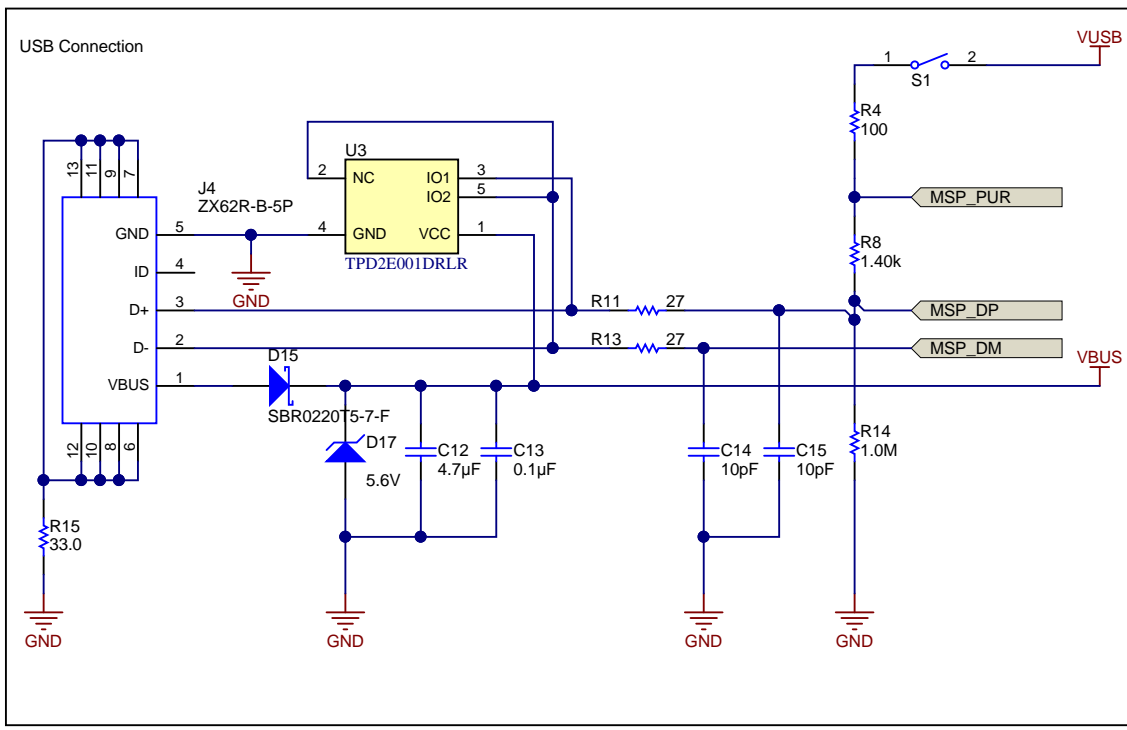 USB Connection
VUSB
1
2
S1
R4
100
MSP_PUR
R8
1.40k
U3
2
NC
IO1
3
IO2
5
4
GND
VCC
1
TPD2E001DRLR
J4
ZX62R-B-5P
13
11
9
7
GND
5
ID
4
D+
3
D-
2
VBUS
1
12
10
8
6
GND
R11
27
MSP_DP
R13
27
MSP_DM
D15
SBR0220T5-7-F
VBUS
D17
5.6V
C12
4.7µF
C13
0.1µF
C14
10pF
C15
10pF
R14
1.0M
R15
33.0
GND
GND
GND
GND